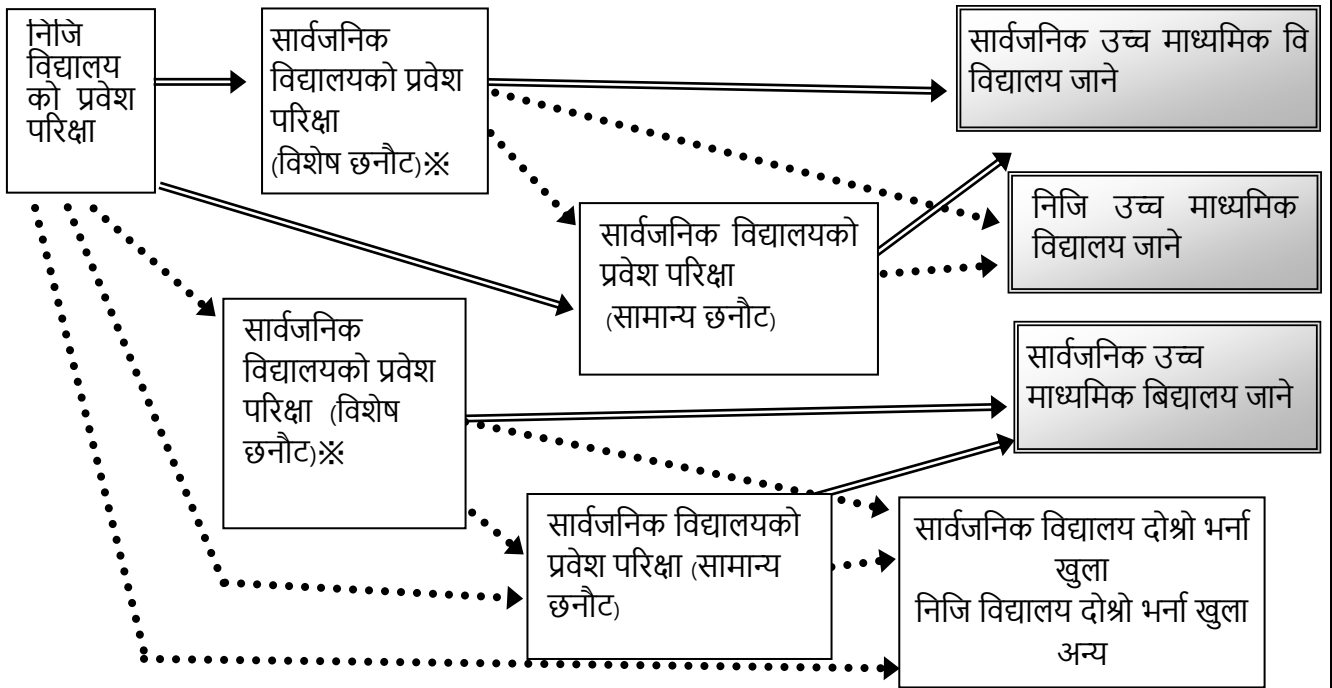 निजि
विद्यालय
को प्रवेश
परिक्षा
सार्वजनिक
विद्यालयको प्रवेश
परिक्षा
(विशेष छनौट)※
सार्वजनिक उच्च माध्यमिक वि
विद्यालय जाने
निजि उच्च माध्यमिक
विद्यालय जाने
सार्वजनिक विद्यालयको
प्रवेश परिक्षा
(सामान्य छनौट)
सार्वजनिक
विद्यालयको प्रवेश
परिक्षा (विशेष
छनौट)※
सार्वजनिक उच्च
माध्यमिक बिद्यालय जाने
सार्वजनिक विद्यालयको
प्रवेश परिक्षा (सामान्य
छनौट)
सार्वजनिक विद्यालय दोश्रो भर्ना
खुला
निजि विद्यालय दोश्रो भर्ना खुला
अन्य